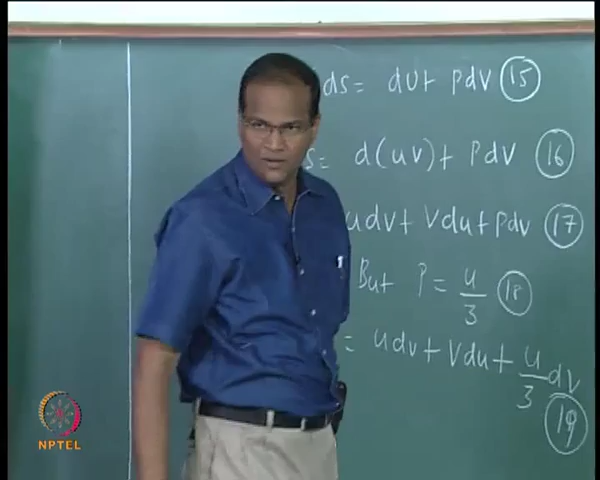 ds = dU + pdV (15)
s = d(uV) + pdV (16)
udV + Vdu + pdV (17)
But P = u/3 (18)
= udV + Vdu + u/3 dV (19)
NPTEL